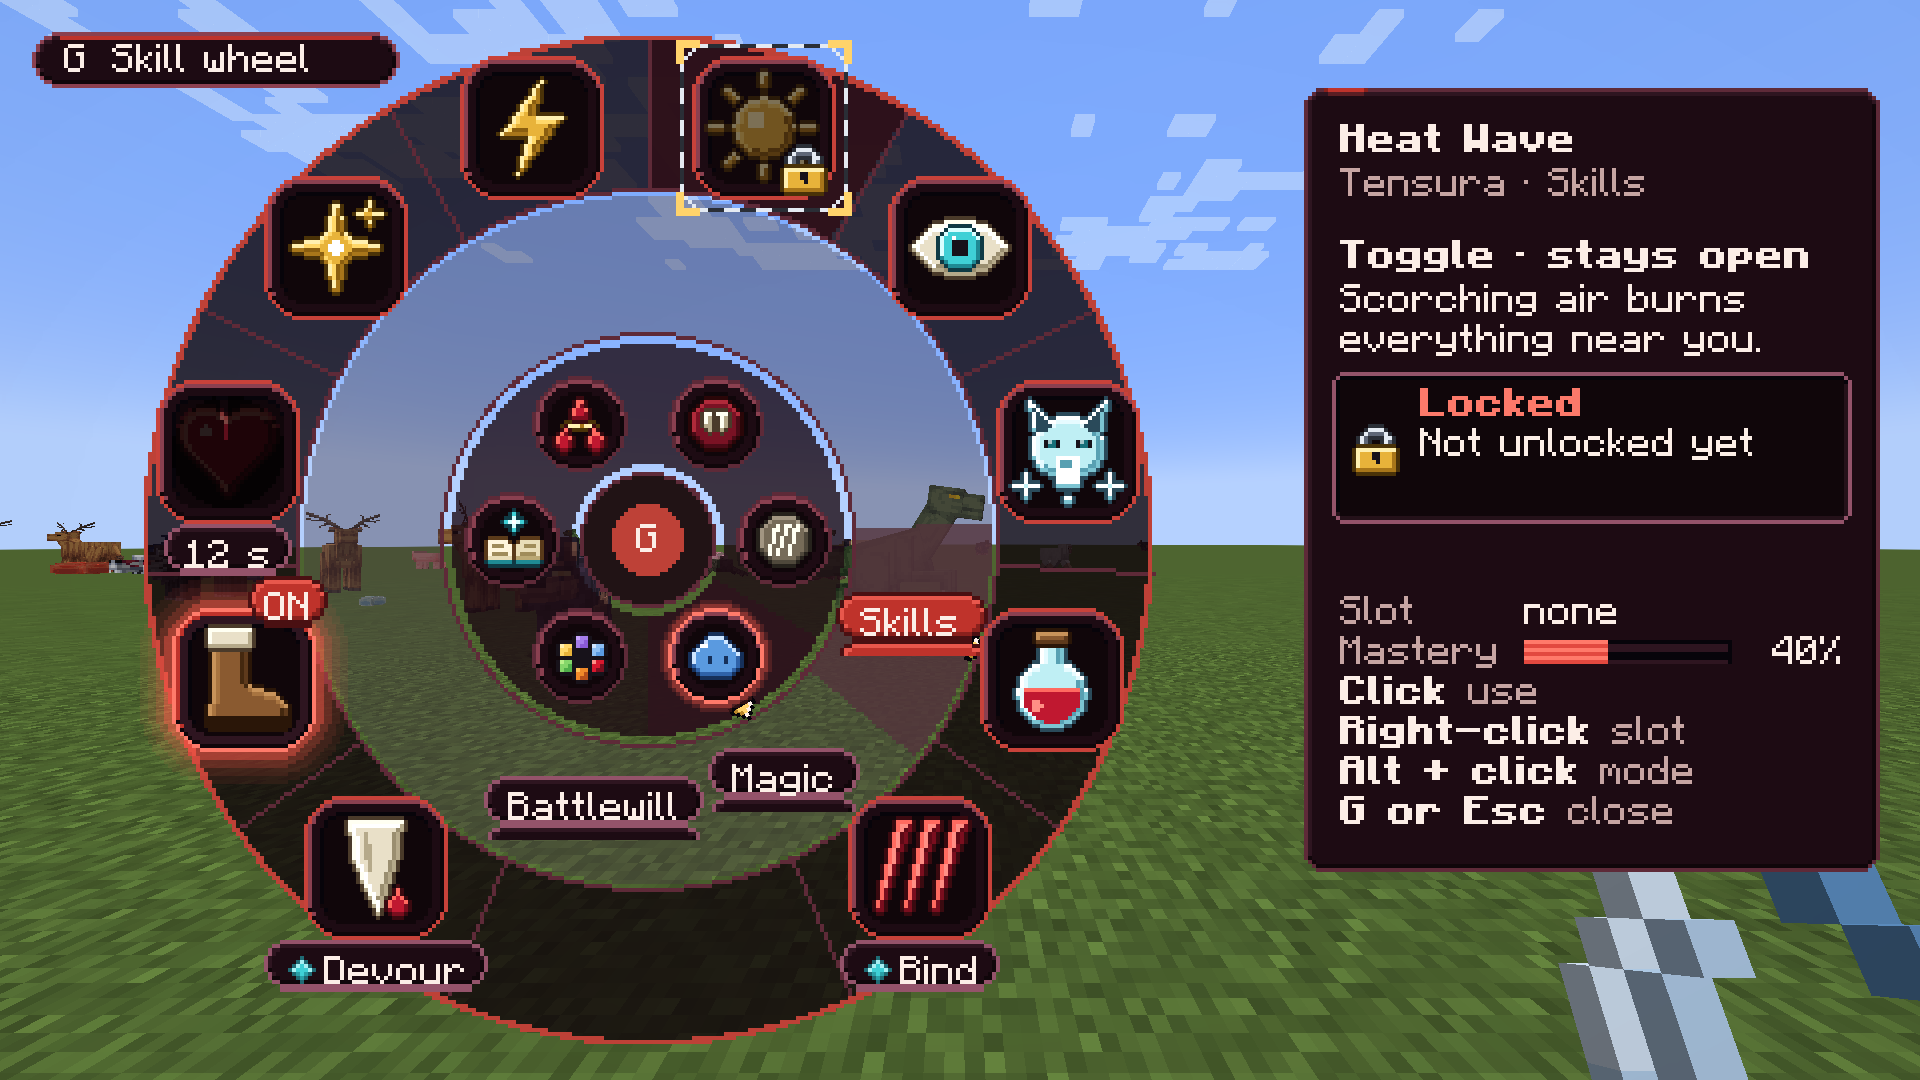 G Skill wheel
12 s
ON
G
Skills
Magic
Battlewill
Devour
Bind
Heat Wave
Tensura · Skills
Toggle · stays open
Scorching air burns
everything near you.
Locked
Not unlocked yet
Slot none
Mastery 40%
Click use
Right-click slot
Alt + click mode
G or Esc close